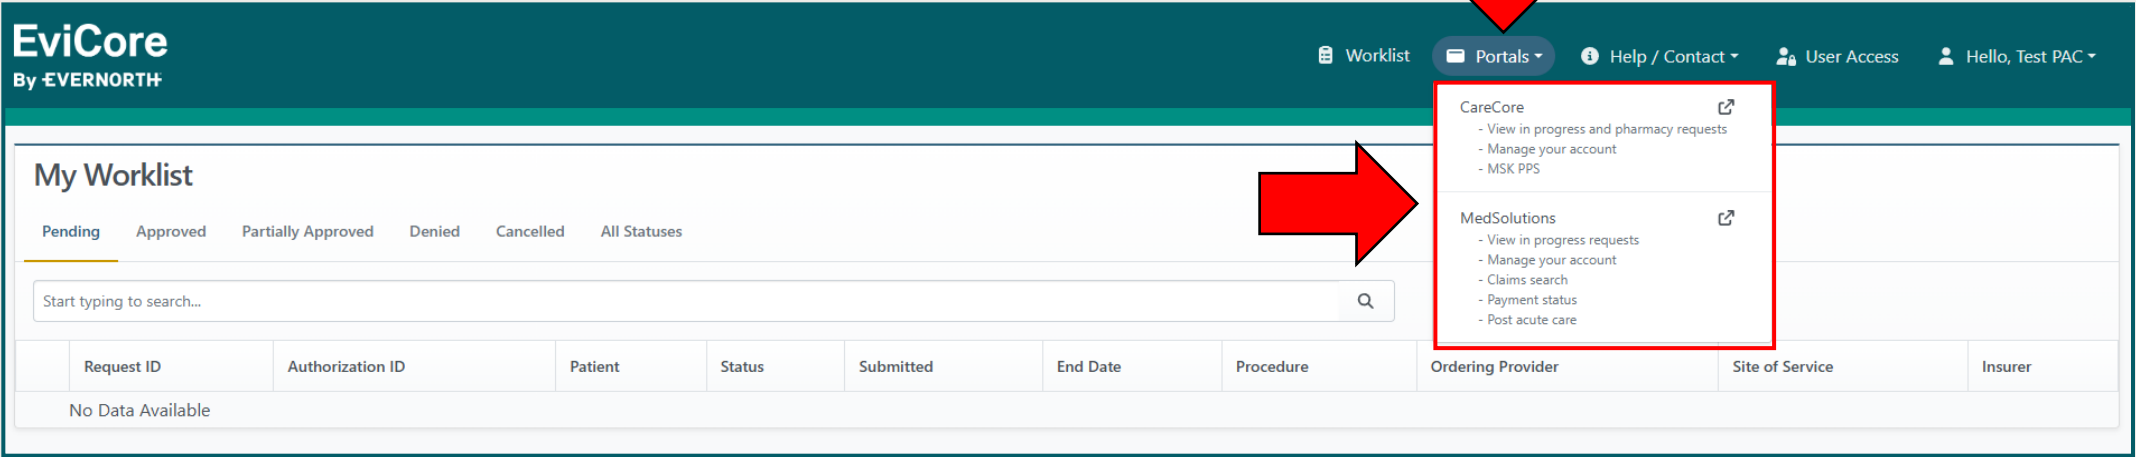 EviCore
By EVERNORTH
Worklist
Portals
Help / Contact
User Access
Hello, Test PAC
CareCore
- View in progress and pharmacy requests
- Manage your account
- MSK PPS
MedSolutions
- View in progress requests
- Manage your account
- Claims search
- Payment status
- Post acute care
My Worklist
Pending Approved Partially Approved Denied Cancelled All Statuses
Start typing to search...
Request ID Authorization ID Patient Status Submitted End Date Procedure Ordering Provider Site of Service Insurer
No Data Available